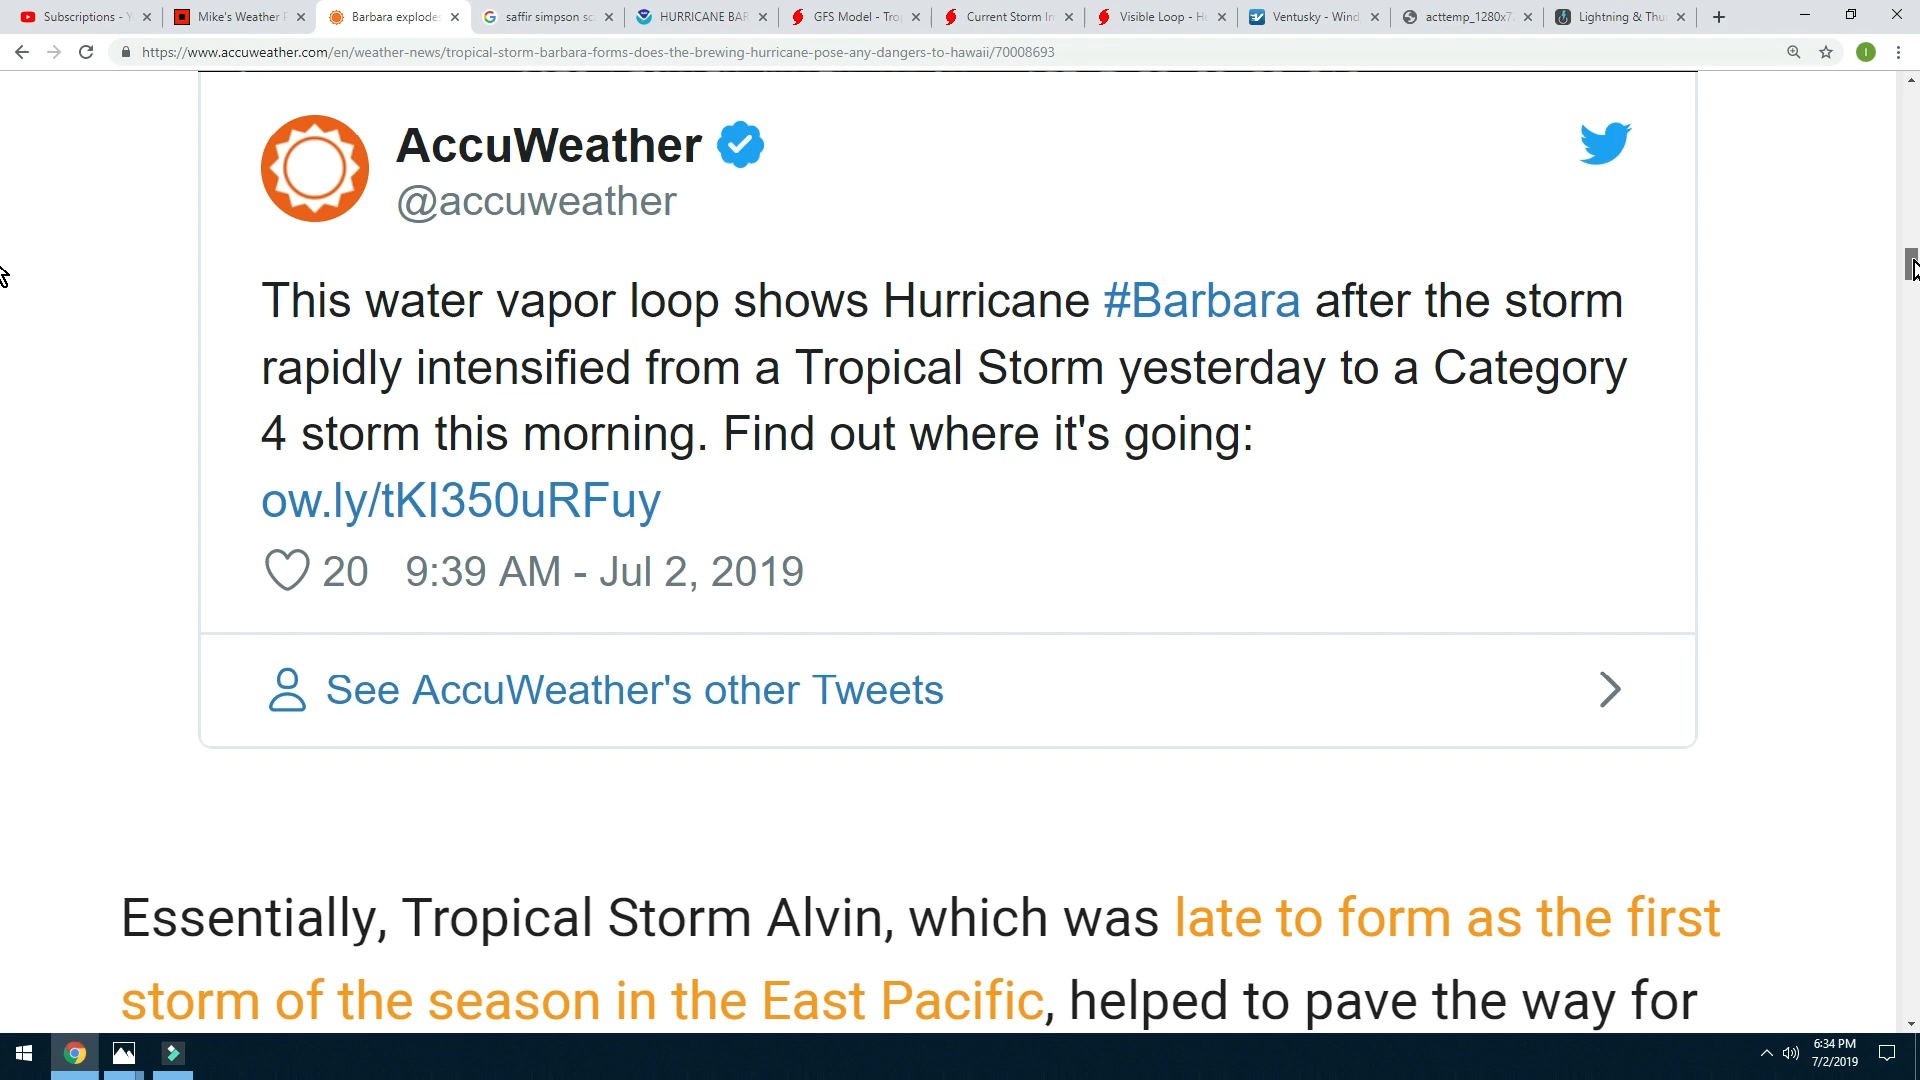 Subscriptions - Y
Mike's Weather P
Barbara explodes
saffir simpson sc
HURRICANE BAR
GFS Model - Trop
Current Storm In
Visible Loop - Hu
Ventusky - Wind
acttemp_1280x7
Lightning & Thu
https://www.accuweather.com/en/weather-news/tropical-storm-barbara-forms-does-the-brewing-hurricane-pose-any-dangers-to-hawaii/70008693
AccuWeather
@accuweather
This water vapor loop shows Hurricane #Barbara after the storm
rapidly intensified from a Tropical Storm yesterday to a Category
4 storm this morning. Find out where it's going:
ow.ly/tKI350uRFuy
20 9:39 AM - Jul 2, 2019
See AccuWeather's other Tweets
Essentially, Tropical Storm Alvin, which was late to form as the first
storm of the season in the East Pacific, helped to pave the way for
6:34 PM
7/2/2019